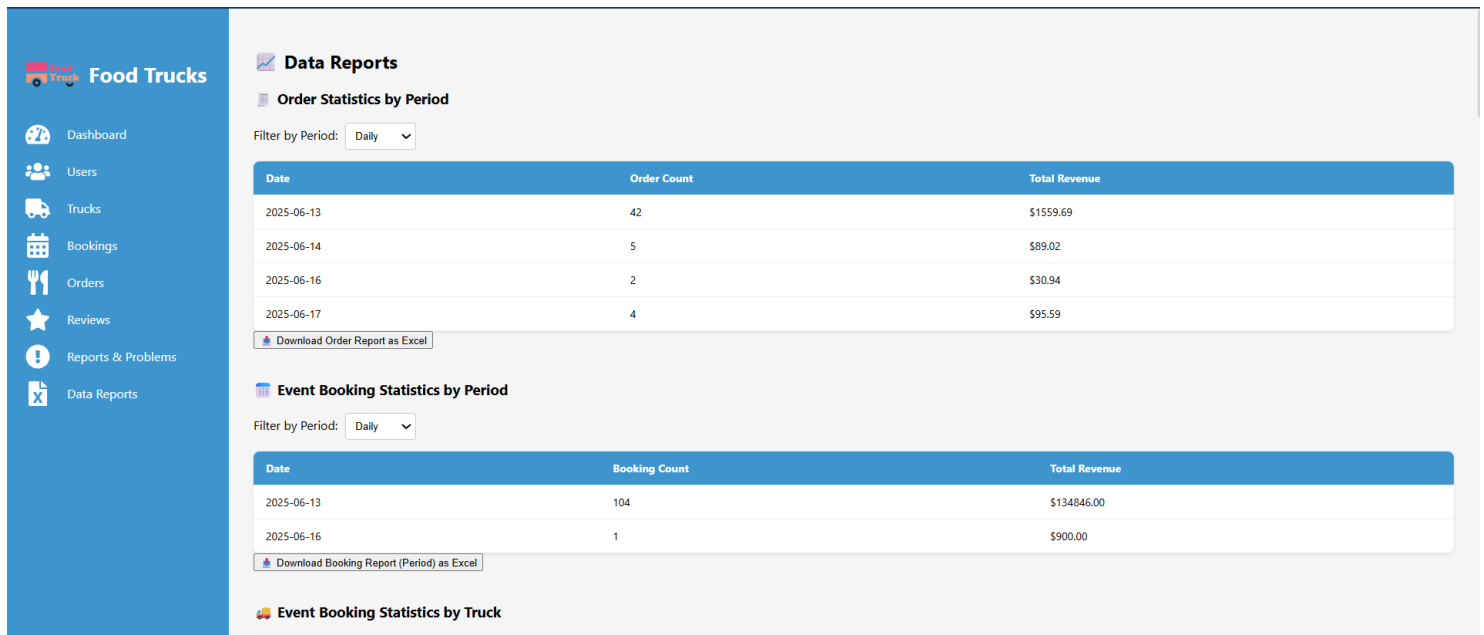 Food
Truck
Food Trucks
Dashboard
Users
Trucks
Bookings
Orders
Reviews
Reports & Problems
Data Reports
Data Reports
Order Statistics by Period
Filter by Period: Daily
Date Order Count Total Revenue
2025-06-13 42 $1559.69
2025-06-14 5 $89.02
2025-06-16 2 $30.94
2025-06-17 4 $95.59
Download Order Report as Excel
Event Booking Statistics by Period
Filter by Period: Daily
Date Booking Count Total Revenue
2025-06-13 104 $134846.00
2025-06-16 1 $900.00
Download Booking Report (Period) as Excel
Event Booking Statistics by Truck